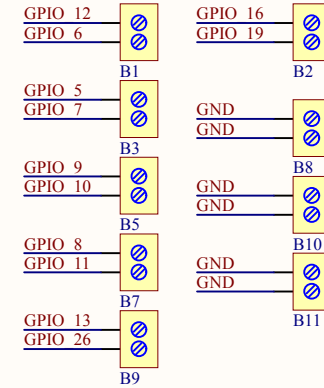 GPIO 12
GPIO 6
B1
GPIO 16
GPIO 19
B2
GPIO 5
GPIO 7
B3
GND
GND
B8
GPIO 9
GPIO 10
B5
GND
GND
B10
GPIO 8
GPIO 11
B7
GND
GND
B11
GPIO 13
GPIO 26
B9